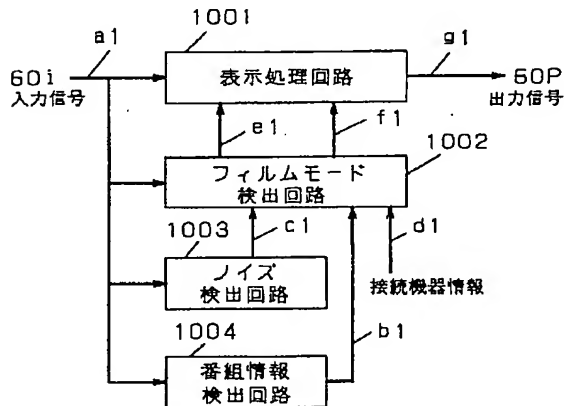 1001
a1
g1
60i
表示処理回路
60P
入力信号
出力信号
e1
f1
1002
フィルムモード
検出回路
1003
c1
d1
ノイズ
検出回路
接続機器情報
1004
b1
番組情報
検出回路